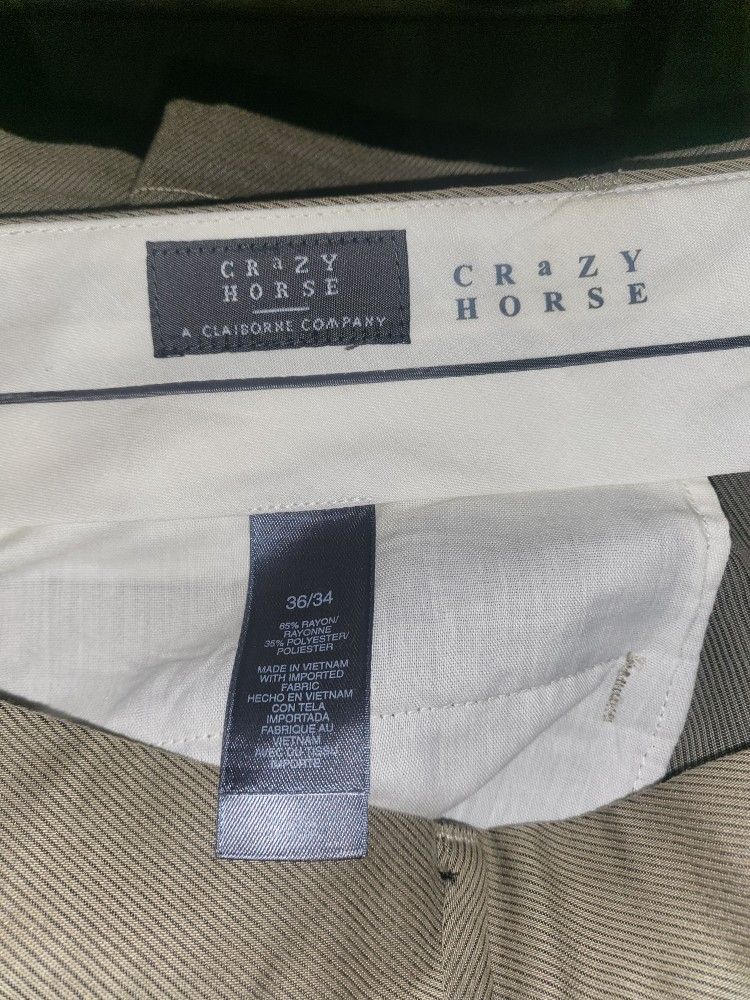 CRaZY
HORSE
A CLAIBORNE COMPANY
CRaZY
HORSE
36/34
65% RAYON/
RAYONNE
35% POLYESTER/
POLIESTER
MADE IN VIETNAM
WITH IMPORTED
FABRIC
HECHO EN VIETNAM
CON TELA
IMPORTADA
FABRIQUE AU
VIETNAM
IMPORTE